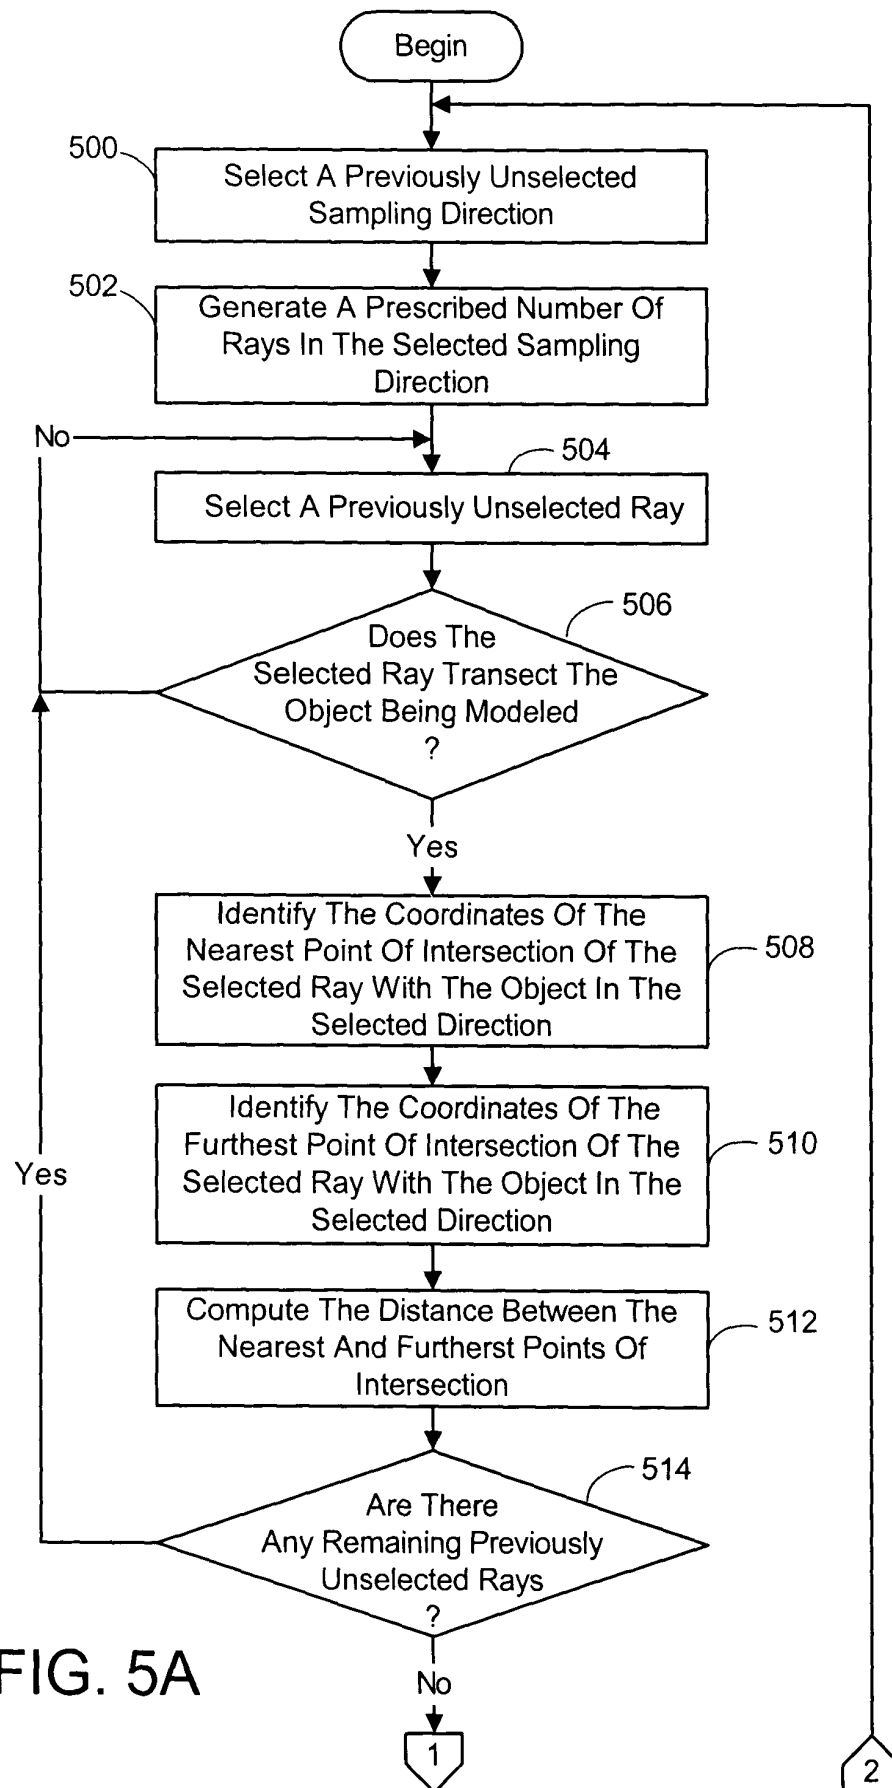 Begin
500
Select A Previously Unselected
Sampling Direction
502
Generate A Prescribed Number Of
Rays In The Selected Sampling
Direction
No
504
Select A Previously Unselected Ray
506
Does The
Selected Ray Transect The
Object Being Modeled
?
Yes
Identify The Coordinates Of The
Nearest Point Of Intersection Of The
Selected Ray With The Object In The
Selected Direction
508
Identify The Coordinates Of The
Furthest Point Of Intersection Of The
Selected Ray With The Object In The
Selected Direction
510
Yes
Compute The Distance Between The
Nearest And Furtherst Points Of
Intersection
512
514
Are There
Any Remaining Previously
Unselected Rays
?
FIG. 5A
No
1
2